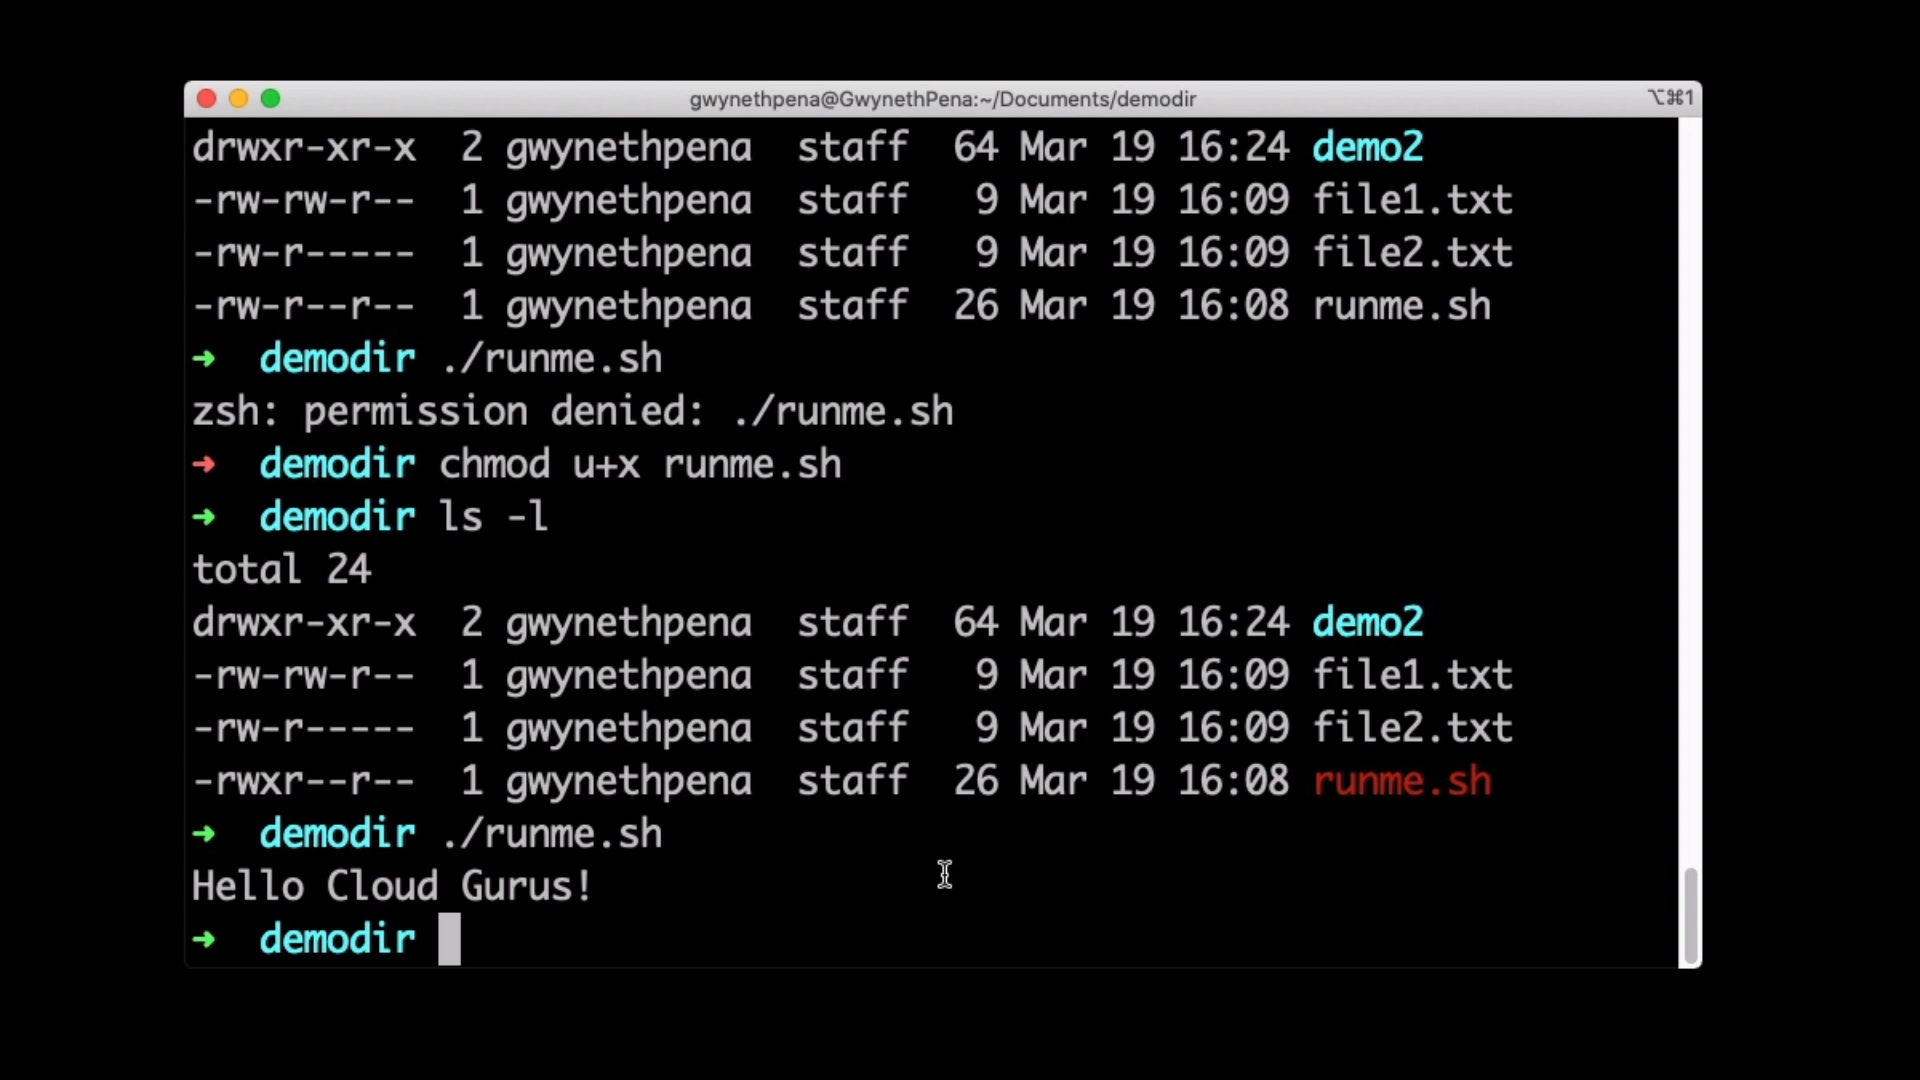 gwynethpena@GwynethPena:~/Documents/demodir ⌥⌘1
drwxr-xr-x  2 gwynethpena  staff  64 Mar 19 16:24 demo2
-rw-rw-r--  1 gwynethpena  staff   9 Mar 19 16:09 file1.txt
-rw-r-----  1 gwynethpena  staff   9 Mar 19 16:09 file2.txt
-rw-r--r--  1 gwynethpena  staff  26 Mar 19 16:08 runme.sh
➜  demodir ./runme.sh
zsh: permission denied: ./runme.sh
➜  demodir chmod u+x runme.sh
➜  demodir ls -l
total 24
drwxr-xr-x  2 gwynethpena  staff  64 Mar 19 16:24 demo2
-rw-rw-r--  1 gwynethpena  staff   9 Mar 19 16:09 file1.txt
-rw-r-----  1 gwynethpena  staff   9 Mar 19 16:09 file2.txt
-rwxr--r--  1 gwynethpena  staff  26 Mar 19 16:08 runme.sh
➜  demodir ./runme.sh
Hello Cloud Gurus!
➜  demodir